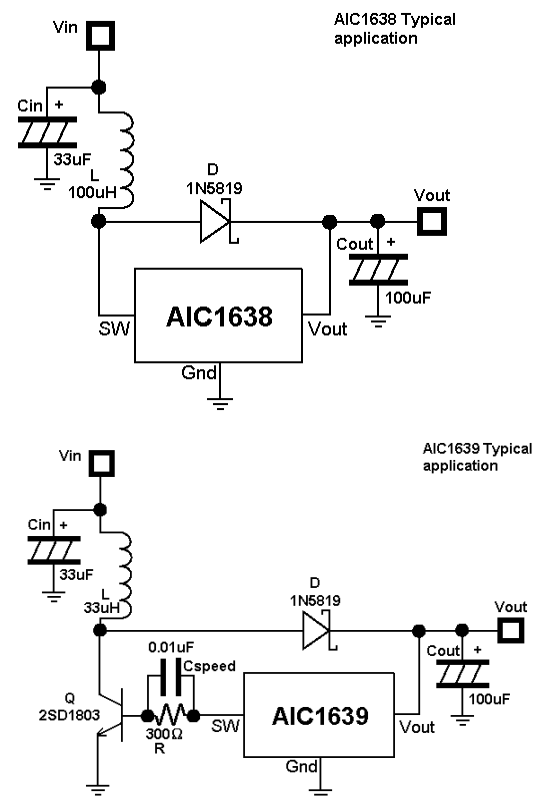 AIC1638 Typical
application
Vin
Cin +
33uF
L
100uH
D
1N5819
Vout
Cout +
100uF
SW
AIC1638
Vout
Gnd
AIC1639 Typical
application
Vin
Cin +
33uF
L
33uH
D
1N5819
Vout
Cout +
100uF
0.01uF
Cspeed
Q
2SD1803
300Ω
R
SW
AIC1639
Vout
Gnd